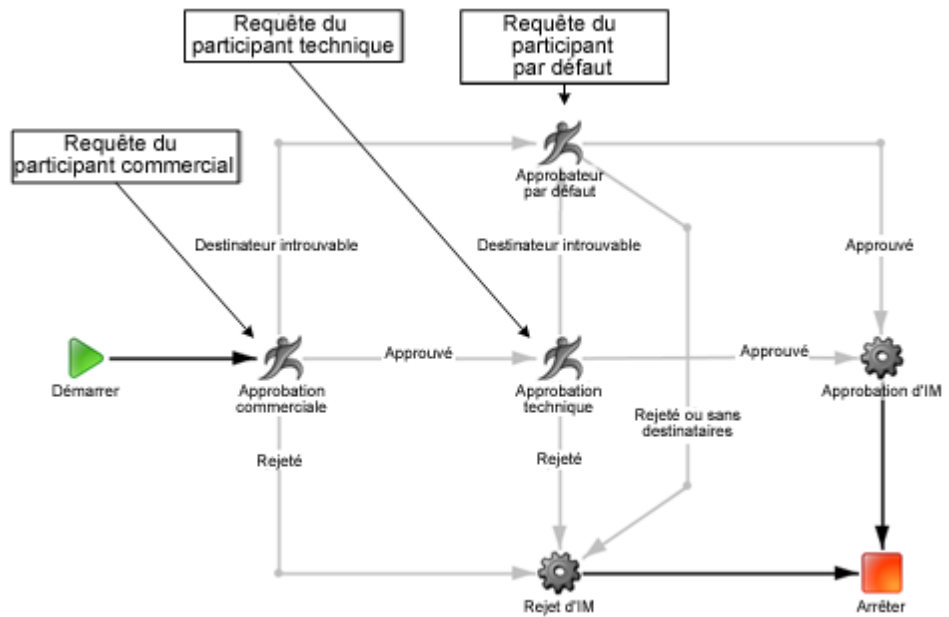 Requête du
participant technique
Requête du
participant
par défaut
Requête du
participant commercial
Approbateur
par défaut
Destinateur introuvable
Destinateur introuvable
Approuvé
Démarrer
Approbation
commerciale
Approuvé
Approbation
technique
Approuvé
Approbation d'IM
Rejeté ou sans
destinataires
Rejeté
Rejeté
Rejet d'IM
Arrêter